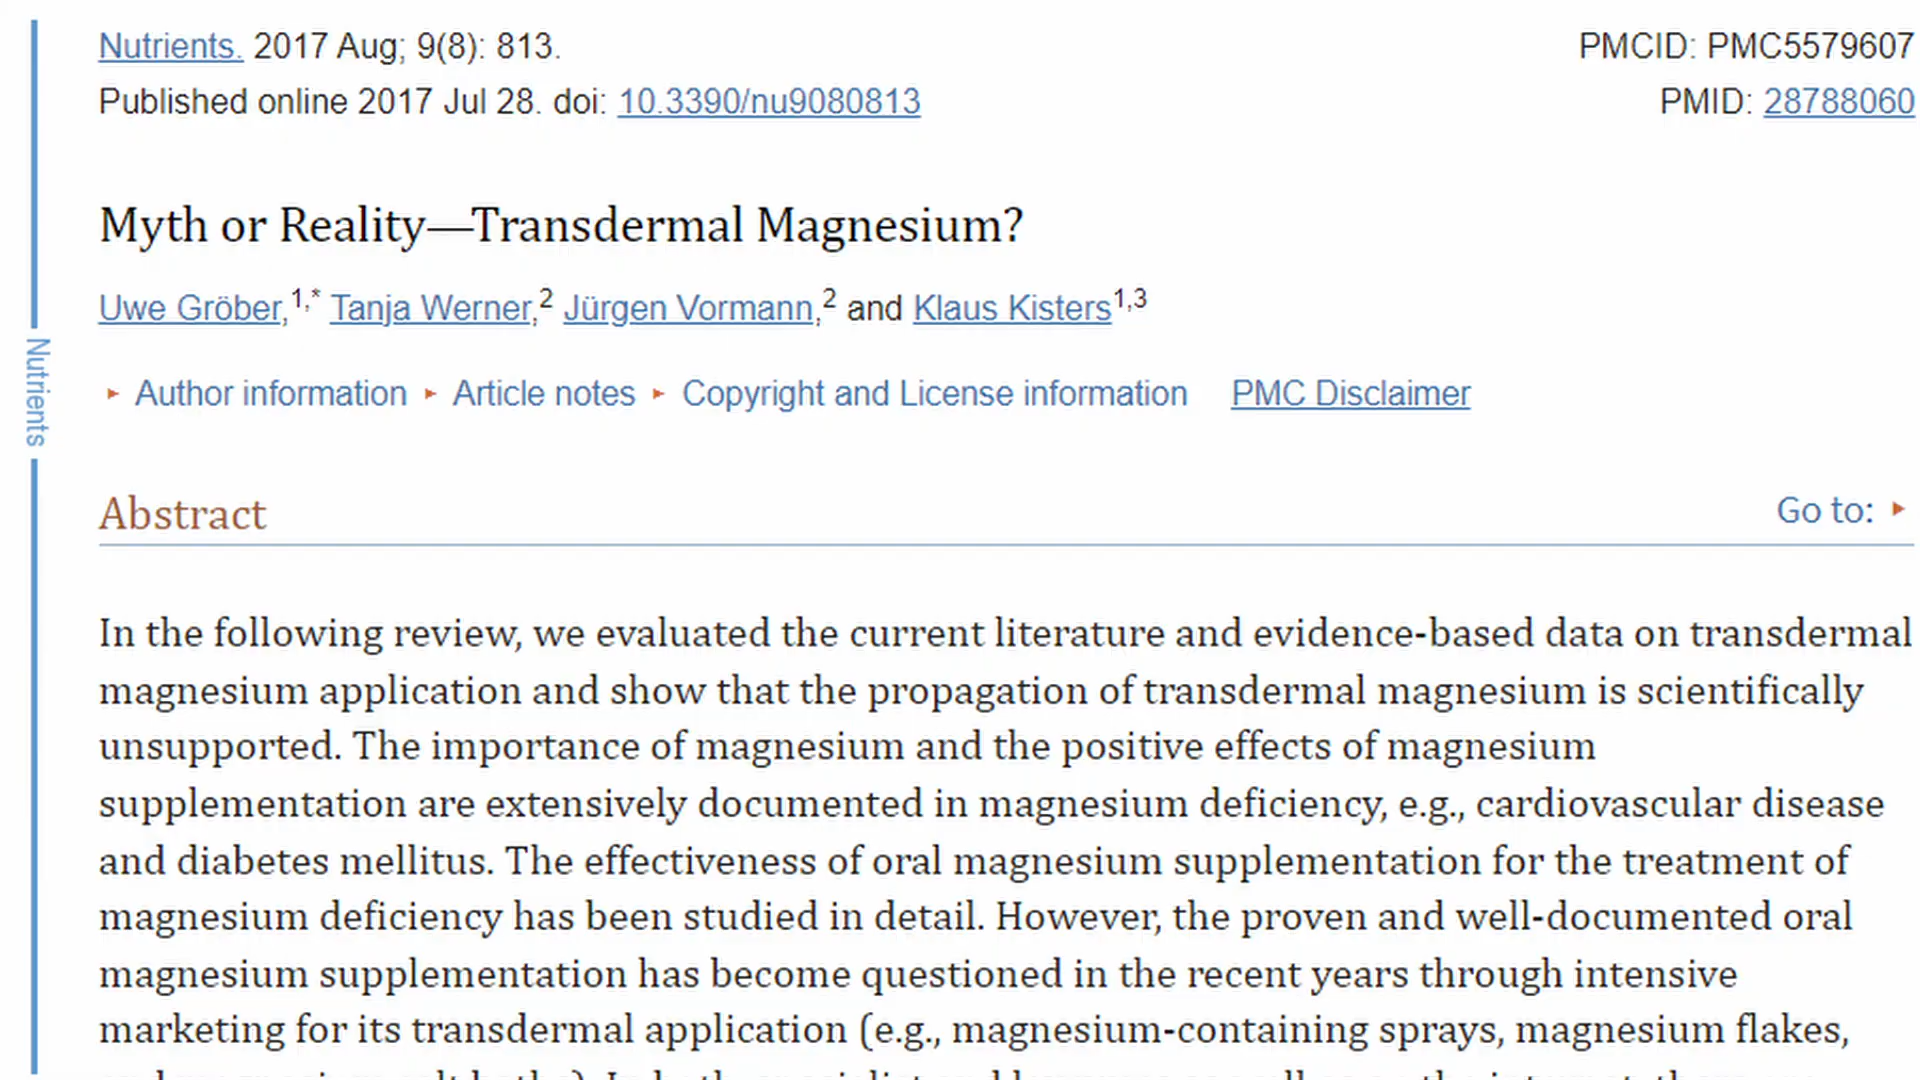 Nutrients. 2017 Aug; 9(8): 813.
PMCID: PMC5579607
Published online 2017 Jul 28. doi: 10.3390/nu9080813
PMID: 28788060
Myth or Reality—Transdermal Magnesium?
Uwe Gröber,1,* Tanja Werner,2 Jürgen Vormann,2 and Klaus Kisters1,3
Nutrients
Author information Article notes Copyright and License information PMC Disclaimer
Abstract
Go to:
In the following review, we evaluated the current literature and evidence-based data on transdermal
magnesium application and show that the propagation of transdermal magnesium is scientifically
unsupported. The importance of magnesium and the positive effects of magnesium
supplementation are extensively documented in magnesium deficiency, e.g., cardiovascular disease
and diabetes mellitus. The effectiveness of oral magnesium supplementation for the treatment of
magnesium deficiency has been studied in detail. However, the proven and well-documented oral
magnesium supplementation has become questioned in the recent years through intensive
marketing for its transdermal application (e.g., magnesium-containing sprays, magnesium flakes,